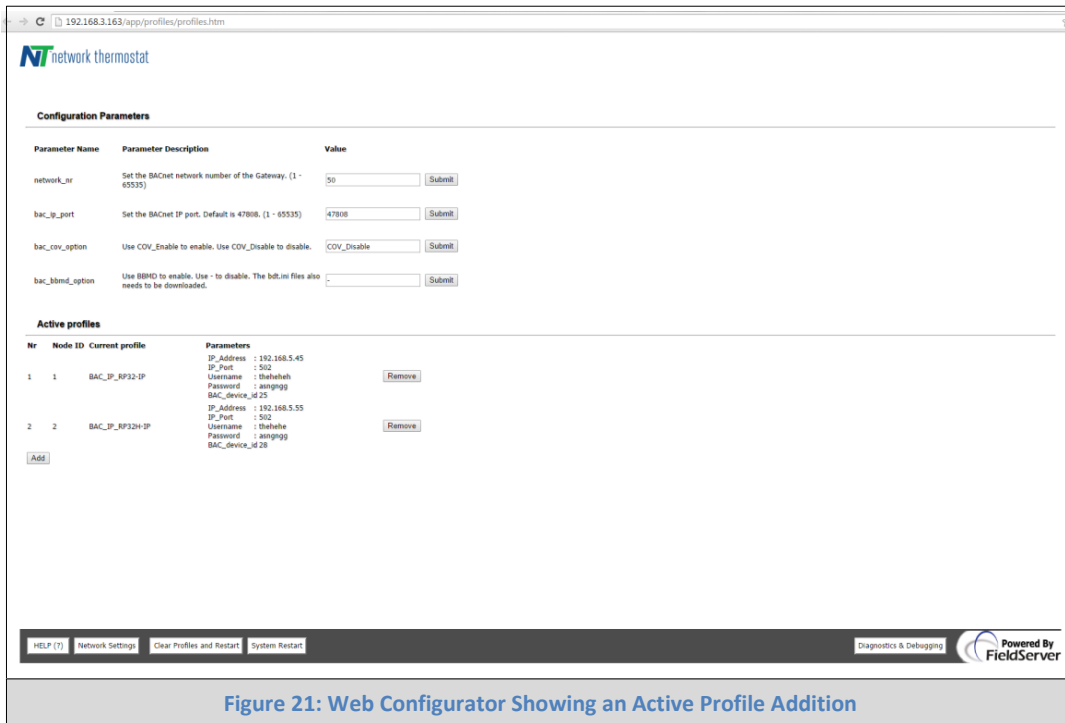 192.168.3.163/app/profiles/profiles.htm
NT network thermostat
Configuration Parameters
Parameter Name Parameter Description Value
network_nr Set the BACnet network number of the Gateway. (1 - 65535) 50 Submit
bac_ip_port Set the BACnet IP port. Default is 47808. (1 - 65535) 47808 Submit
bac_cov_option Use COV_Enable to enable. Use COV_Disable to disable. COV_Disable Submit
bac_bbmd_option Use BBMD to enable. Use - to disable. The bdt.ini files also needs to be downloaded. - Submit
Active profiles
Nr Node ID Current profile Parameters
1 1 BAC_IP_RP32-IP
IP_Address : 192.168.5.45
IP_Port : 502
Username : theheheh
Password : asngngg
BAC_device_id 25
Remove
2 2 BAC_IP_RP32H-IP
IP_Address : 192.168.5.55
IP_Port : 502
Username : thehehe
Password : asngngg
BAC_device_id 28
Remove
Add
HELP (?) Network Settings Clear Profiles and Restart System Restart Diagnostics & Debugging Powered By FieldServer
Figure 21: Web Configurator Showing an Active Profile Addition